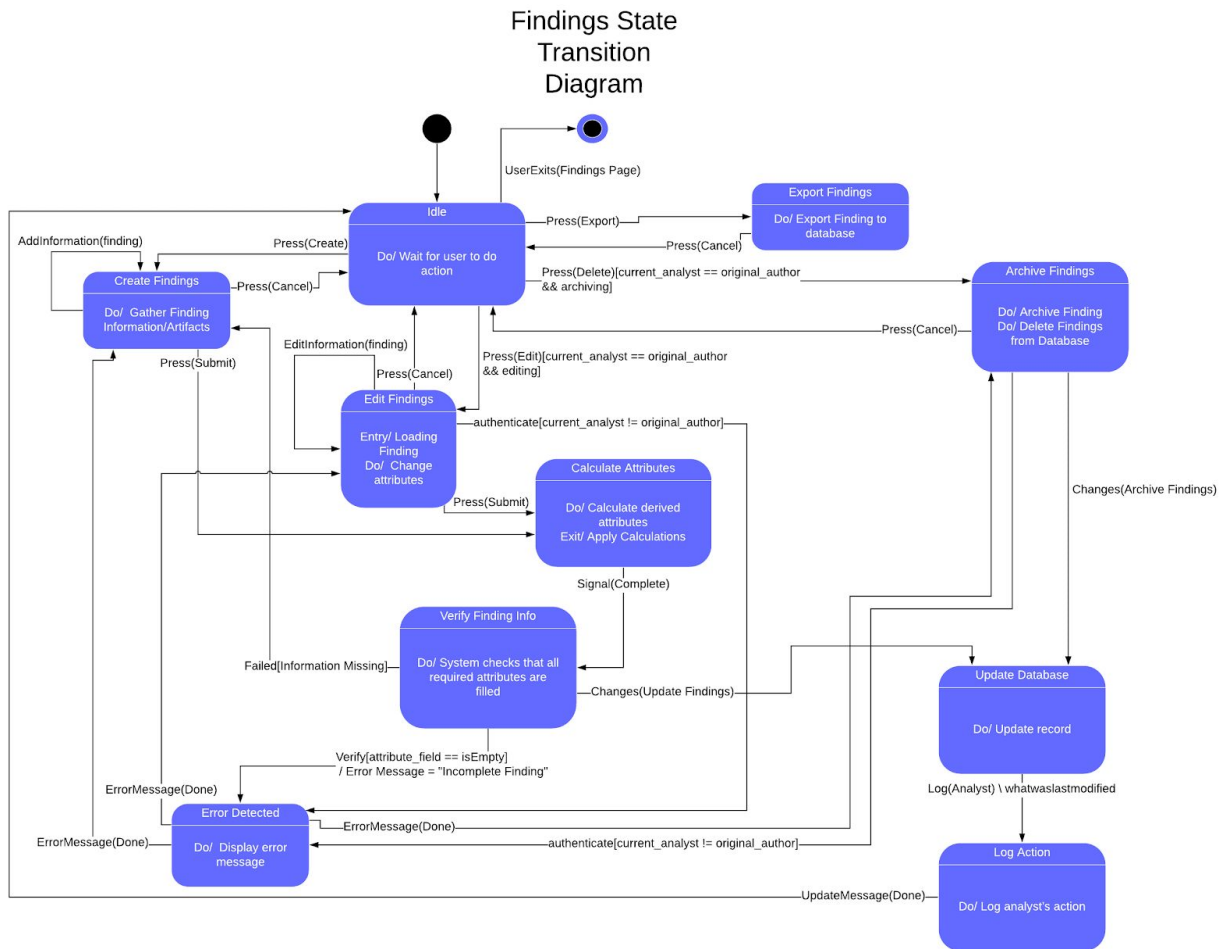 Findings State
Transition
Diagram
UserExits(Findings Page)
Export Findings
Do/ Export Finding to
database
Idle
Do/ Wait for user to do
action
Press(Export)
Press(Cancel)
AddInformation(finding)
Press(Create)
Create Findings
Do/  Gather Finding
Information/Artifacts
Press(Cancel)
Press(Delete)[current_analyst == original_author
&& archiving]
Archive Findings
Do/ Archive Finding
Do/ Delete Findings
from Database
Press(Cancel)
EditInformation(finding)
Press(Edit)[current_analyst == original_author
&& editing]
Press(Submit)
Press(Cancel)
Edit Findings
Entry/ Loading
Finding
Do/  Change
attributes
authenticate[current_analyst != original_author]
Calculate Attributes
Do/ Calculate derived
attributes
Exit/ Apply Calculations
Press(Submit)
Changes(Archive Findings)
Signal(Complete)
Verify Finding Info
Do/ System checks that all
required attributes are
filled
Failed[Information Missing]
Changes(Update Findings)
Update Database
Do/ Update record
Verify[attribute_field == isEmpty]
/ Error Message = "Incomplete Finding"
ErrorMessage(Done)
Log(Analyst) \ whatwaslastmodified
Error Detected
Do/  Display error
message
ErrorMessage(Done)
ErrorMessage(Done)
authenticate[current_analyst != original_author]
Log Action
Do/ Log analyst's action
UpdateMessage(Done)